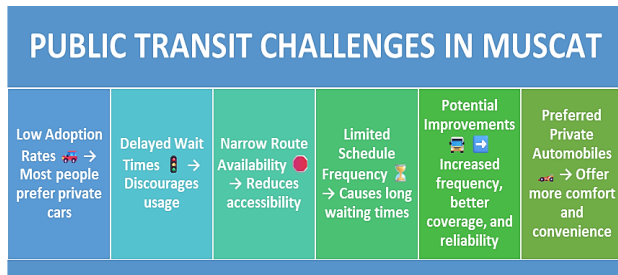 PUBLIC TRANSIT CHALLENGES IN MUSCAT
Low Adoption
Rates 🚙 →
Most people
prefer private
cars
Delayed Wait
Times 🚦 →
Discourages
usage
Narrow Route
Availability 🛑
→ Reduces
accessibility
Limited
Schedule
Frequency ⏳
→ Causes long
waiting times
Potential
Improvements
🚍 ➡️
Increased
frequency,
better
coverage, and
reliability
Preferred
Private
Automobiles
🏎️ → Offer
more comfort
and
convenience